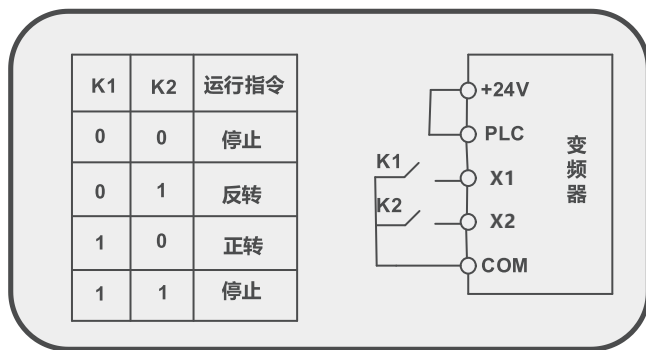 K1 K2 运行指令
0 0 停止
0 1 反转
1 0 正转
1 1 停止
+24V
PLC
K1
X1
K2
X2
COM
变频器